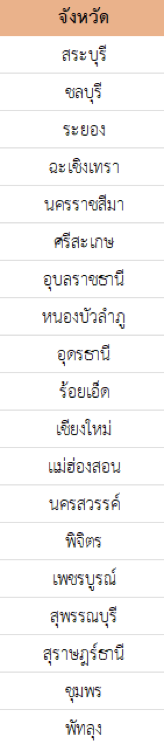 จังหวัด
สระบุรี
ชลบุรี
ระยอง
ฉะเชิงเทรา
นครราชสีมา
ศรีสะเกษ
อุบลราชธานี
หนองบัวลำภู
อุดรธานี
ร้อยเอ็ด
เชียงใหม่
แม่ฮ่องสอน
นครสวรรค์
พิจิตร
เพชรบูรณ์
สุพรรณบุรี
สุราษฎร์ธานี
ชุมพร
พัทลุง